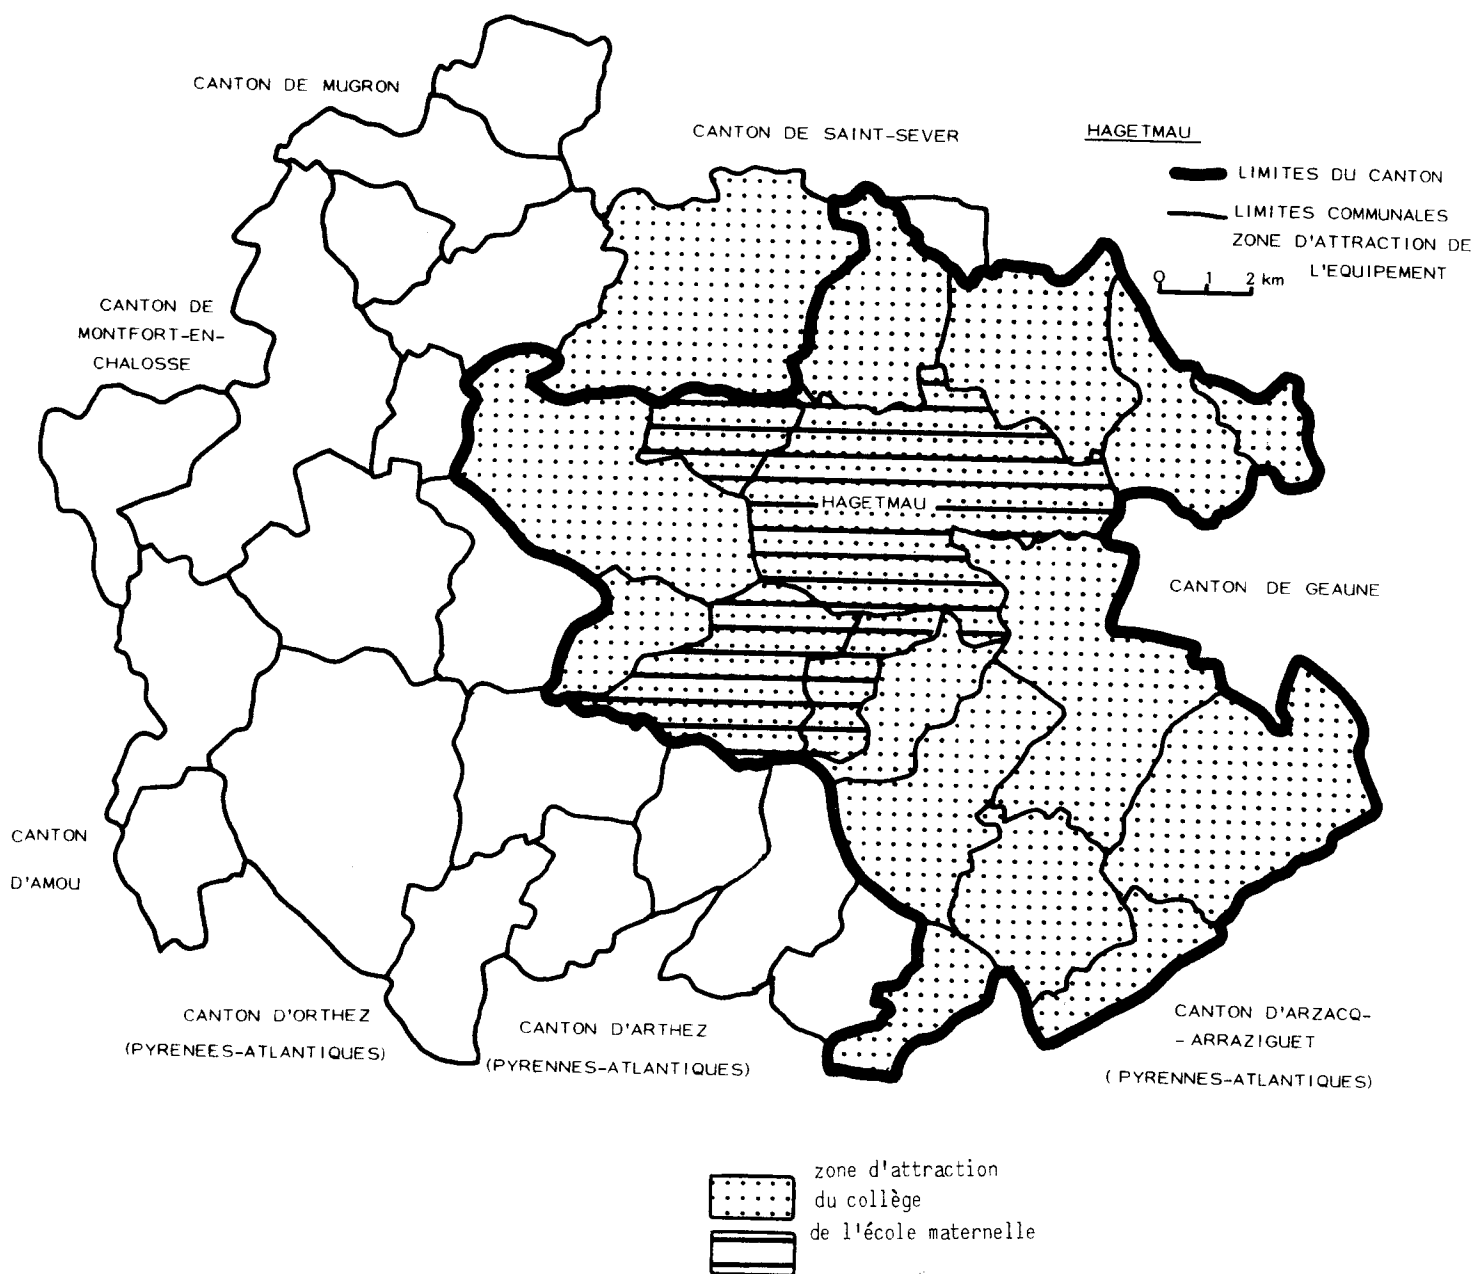 CANTON DE MUGRON
CANTON DE SAINT-SEVER
HAGETMAU
LIMITES DU CANTON
LIMITES COMMUNALES
ZONE D'ATTRACTION DE
L'EQUIPEMENT
0 1 2 km
CANTON DE
MONTFORT-EN-
CHALOSSE
HAGETMAU
CANTON DE GEAUNE
CANTON
D'AMOU
CANTON D'ORTHEZ
(PYRENEES-ATLANTIQUES)
CANTON D'ARTHEZ
(PYRENNES-ATLANTIQUES)
CANTON D'ARZACQ-
- ARRAZIGUET
( PYRENNES-ATLANTIQUES)
zone d'attraction
du collège
de l'école maternelle